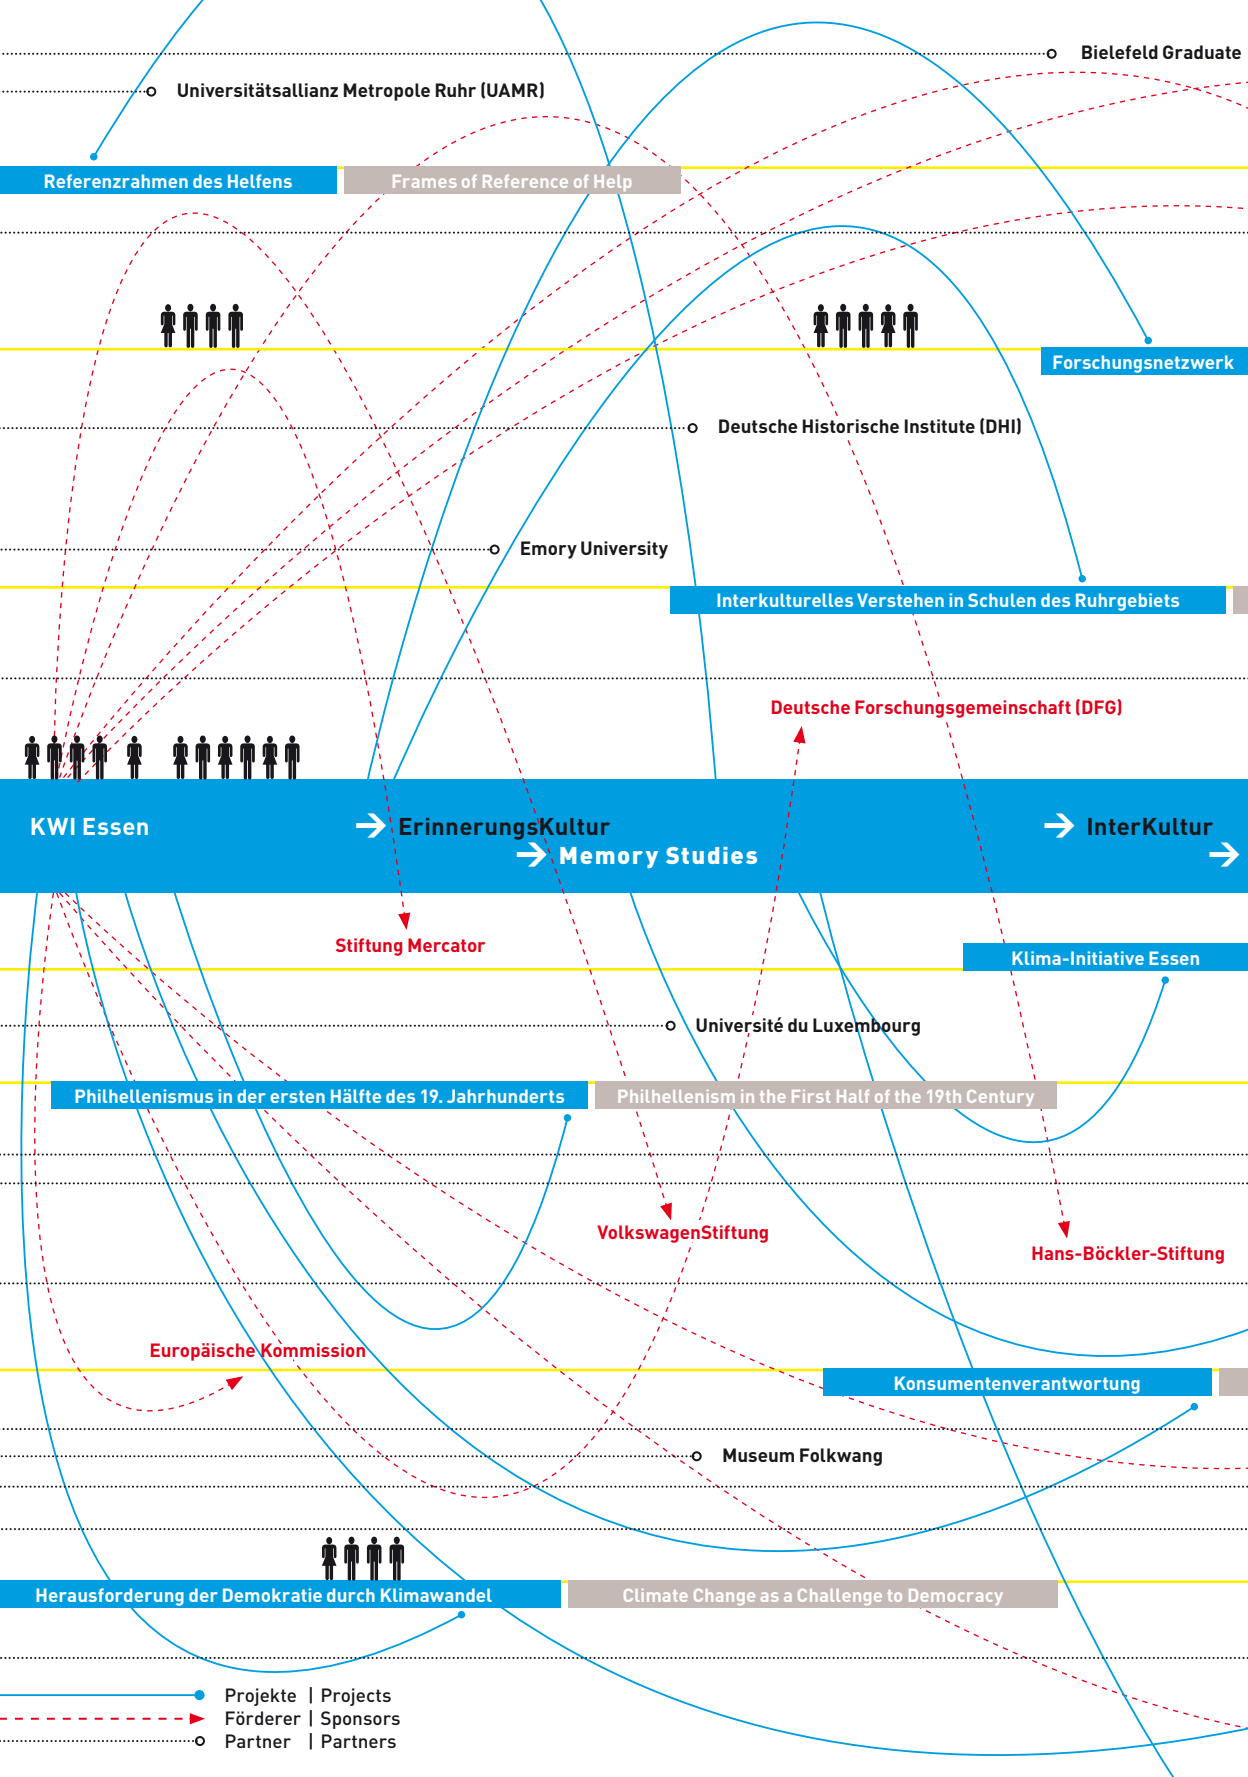 Bielefeld Graduate
Universitätsallianz Metropole Ruhr (UAMR)
Referenzrahmen des Helfens
Frames of Reference of Help
Forschungsnetzwerk
Deutsche Historische Institute (DHI)
Emory University
Interkulturelles Verstehen in Schulen des Ruhrgebiets
Deutsche Forschungsgemeinschaft (DFG)
KWI Essen
→ ErinnerungsKultur
→ InterKultur
→ Memory Studies
→
Stiftung Mercator
Klima-Initiative Essen
Université du Luxembourg
Philhellenismus in der ersten Hälfte des 19. Jahrhunderts
Philhellenism in the First Half of the 19th Century
VolkswagenStiftung
Hans-Böckler-Stiftung
Europäische Kommission
Konsumentenverantwortung
Museum Folkwang
Herausforderung der Demokratie durch Klimawandel
Climate Change as a Challenge to Democracy
Projekte | Projects
Förderer | Sponsors
Partner | Partners